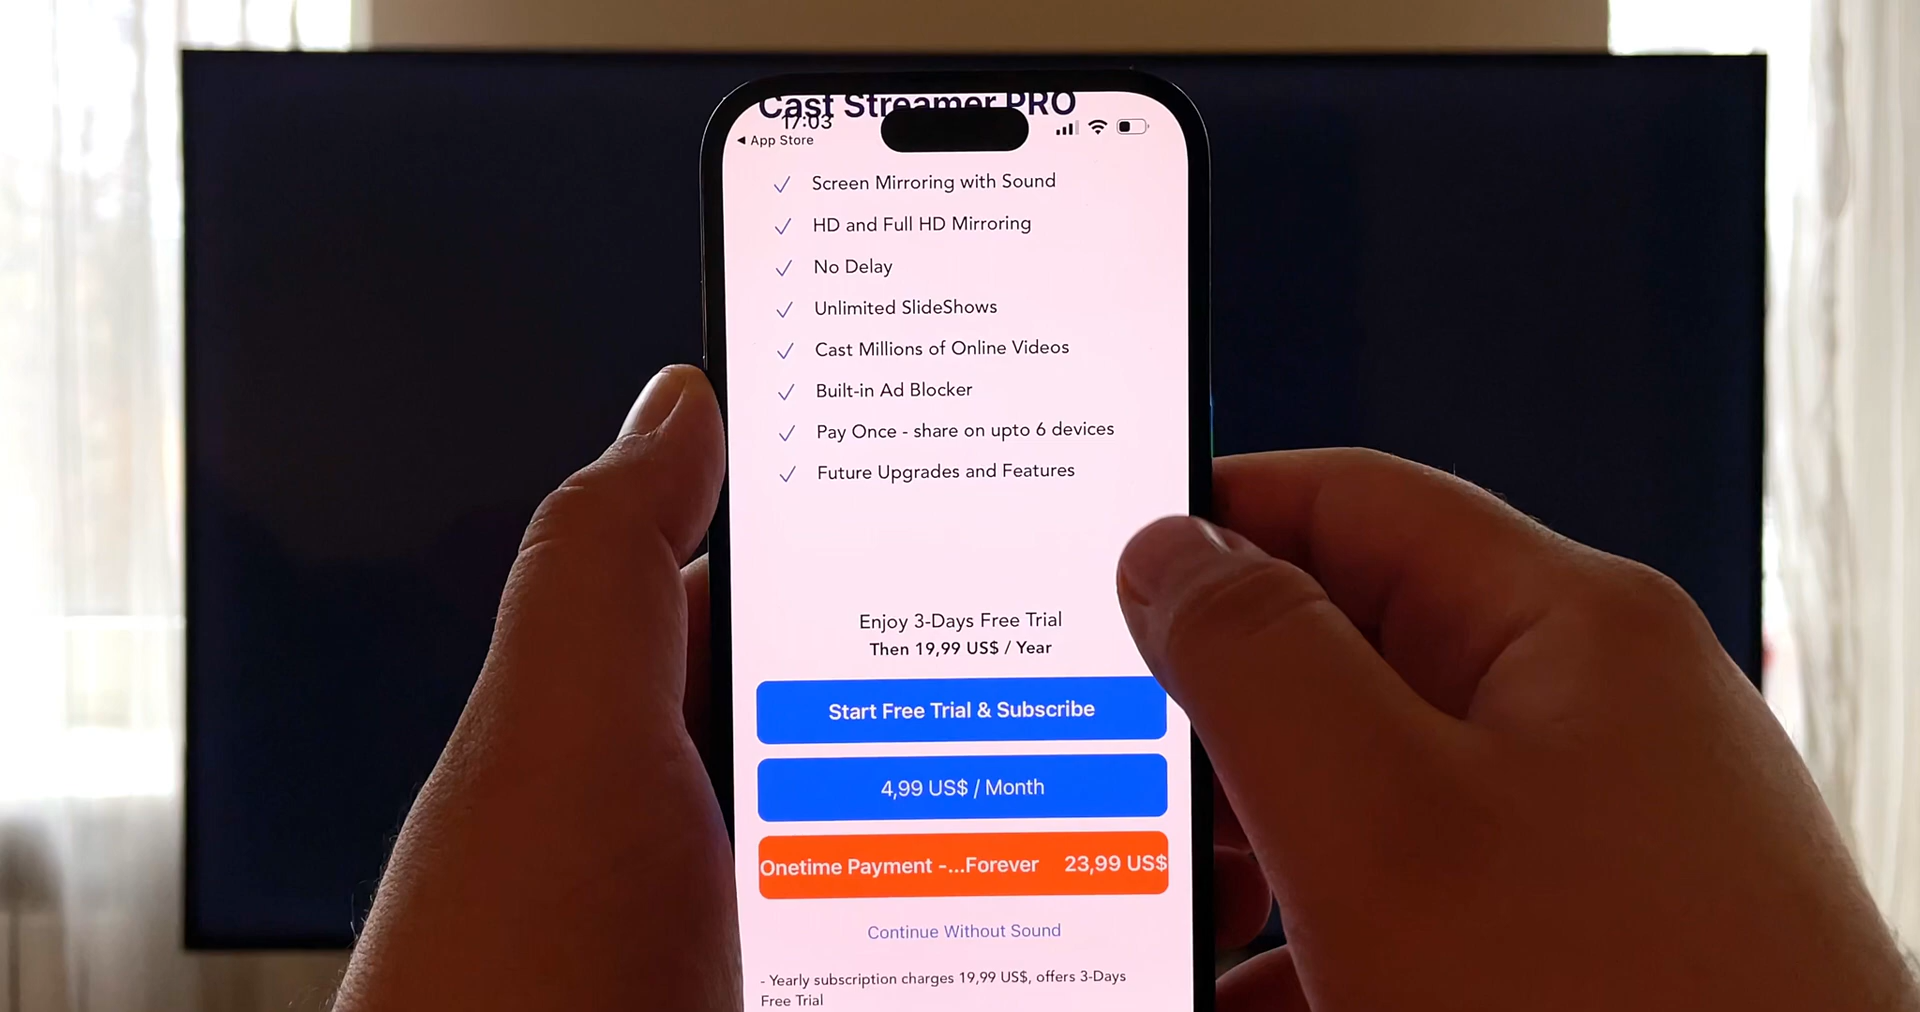 Cast Streamer PRO
17:03
◀ App Store
Screen Mirroring with Sound
HD and Full HD Mirroring
No Delay
Unlimited SlideShows
Cast Millions of Online Videos
Built-in Ad Blocker
Pay Once - share on upto 6 devices
Future Upgrades and Features
Enjoy 3-Days Free Trial
Then 19,99 US$ / Year
Start Free Trial & Subscribe
4,99 US$ / Month
Onetime Payment -...Forever 23,99 US$
Continue Without Sound
- Yearly subscription charges 19,99 US$, offers 3-Days
Free Trial